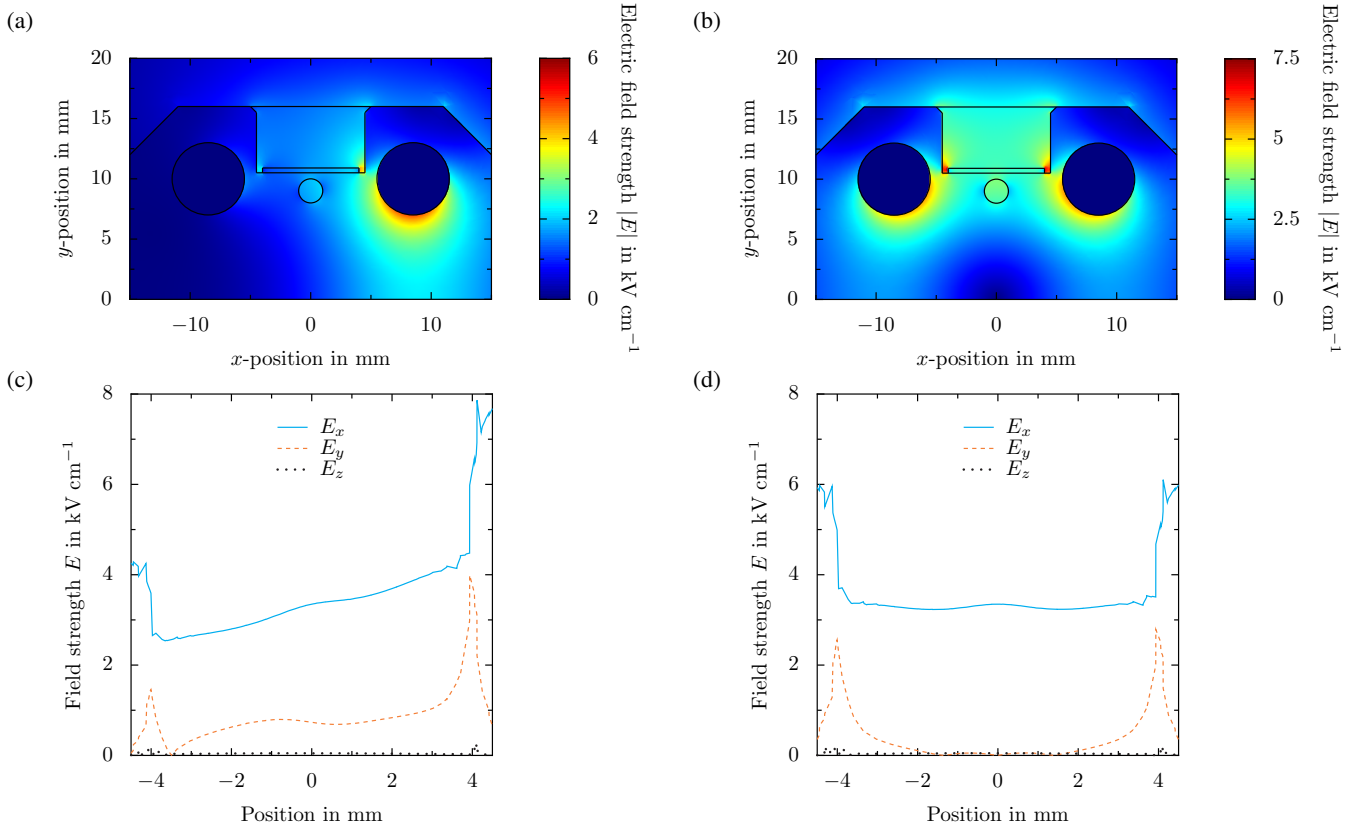 (a)
20
15
10
5
0
y-position in mm
−10
0
10
x-position in mm
6
4
2
0
Electric field strength |E| in kV cm−1
(b)
20
15
10
5
0
y-position in mm
−10
0
10
x-position in mm
7.5
5
2.5
0
Electric field strength |E| in kV cm−1
(c)
8
6
4
2
0
Field strength E in kV cm−1
Ex
Ey
Ez
−4
−2
0
2
4
Position in mm
(d)
8
6
4
2
0
Field strength E in kV cm−1
Ex
Ey
Ez
−4
−2
0
2
4
Position in mm